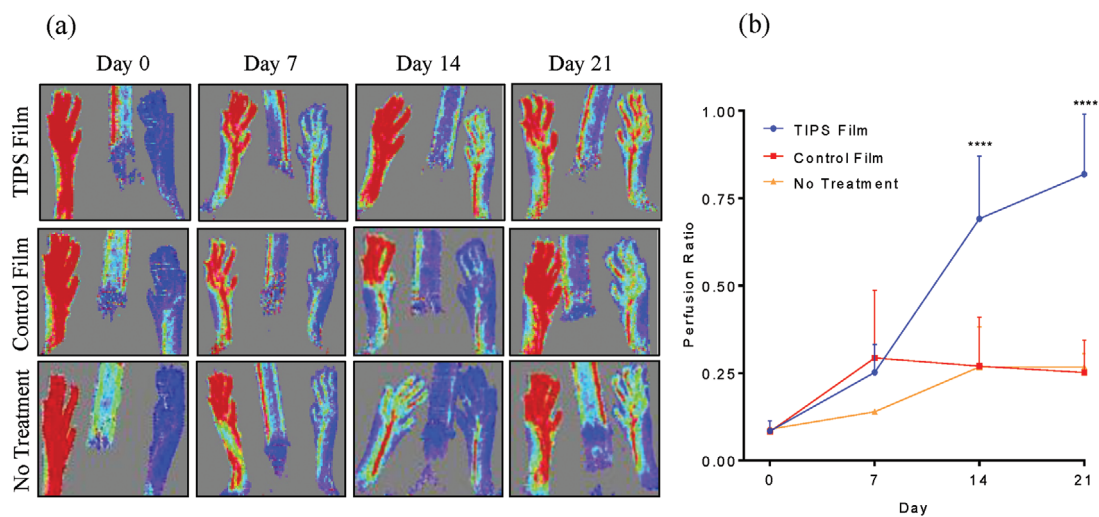 (a)
Day 0 Day 7 Day 14 Day 21
TIPS Film
Control Film
No Treatment
(b)
Perfusion Ratio
1.00
0.75
0.50
0.25
0.00
TIPS Film
Control Film
No Treatment
****
****
0 7 14 21
Day